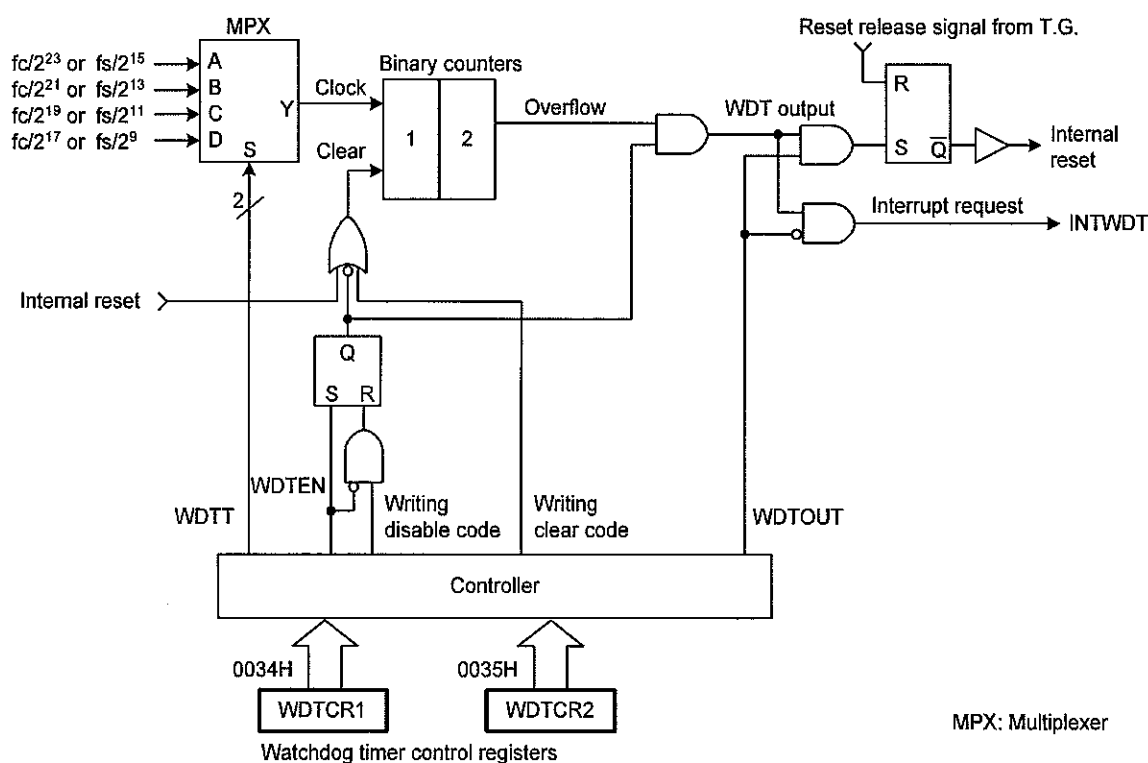 MPX
Reset release signal from T.G.
fc/2²³ or fs/2¹⁵
fc/2²¹ or fs/2¹³
fc/2¹⁹ or fs/2¹¹
fc/2¹⁷ or fs/2⁹
A
B
C
D
Y
S
Clock
Binary counters
1
2
Clear
Overflow
WDT output
R
S
Q̅
Internal
reset
2
Interrupt request
INTWDT
Internal reset
Q
S
R
WDTEN
WDTT
Writing
disable code
Writing
clear code
WDTOUT
Controller
0034H
0035H
WDTCR1
WDTCR2
Watchdog timer control registers
MPX: Multiplexer